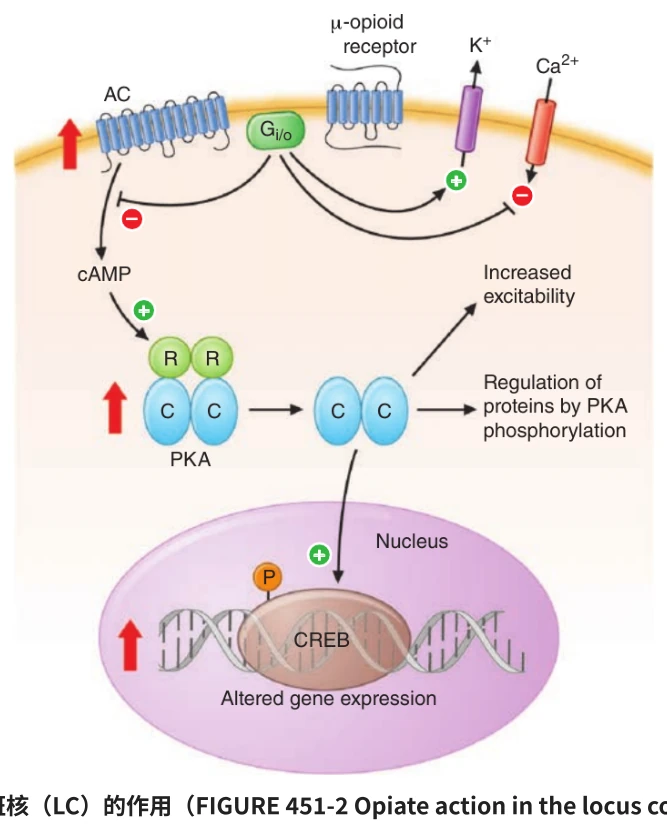 μ-opioid
receptor
K⁺
Ca²⁺
AC
Gi/o
cAMP
Increased
excitability
R R
C C
C C
Regulation of
proteins by PKA
phosphorylation
PKA
Nucleus
P
CREB
Altered gene expression
核（LC）的作用（FIGURE 451-2 Opiate action in the locus co